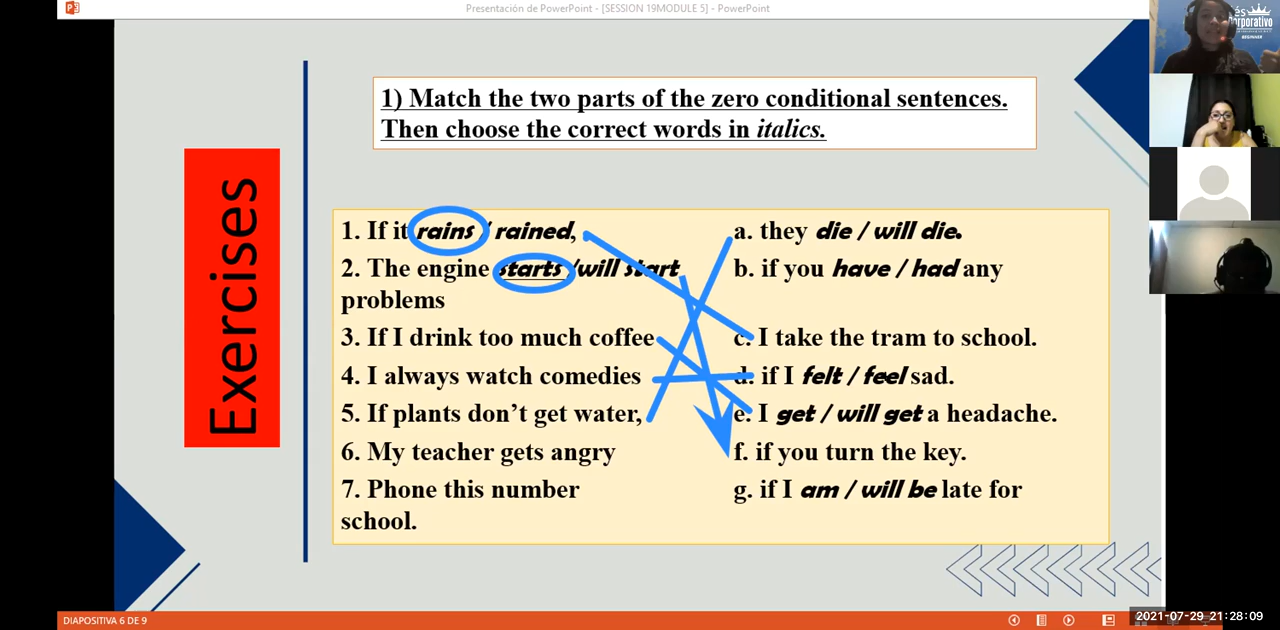 Presentación de PowerPoint - [SESSION 19MODULE 5] - PowerPoint
1) Match the two parts of the zero conditional sentences.
Then choose the correct words in italics.
Exercises
1. If it rains / rained,
2. The engine starts /will start
problems
3. If I drink too much coffee
4. I always watch comedies
5. If plants don’t get water,
6. My teacher gets angry
7. Phone this number
school.
a. they die / will die.
b. if you have / had any
c. I take the tram to school.
d. if I felt / feel sad.
e. I get / will get a headache.
f. if you turn the key.
g. if I am / will be late for
BEGINNER
DIAPOSITIVA 6 DE 9
2021-07-29 21:28:09